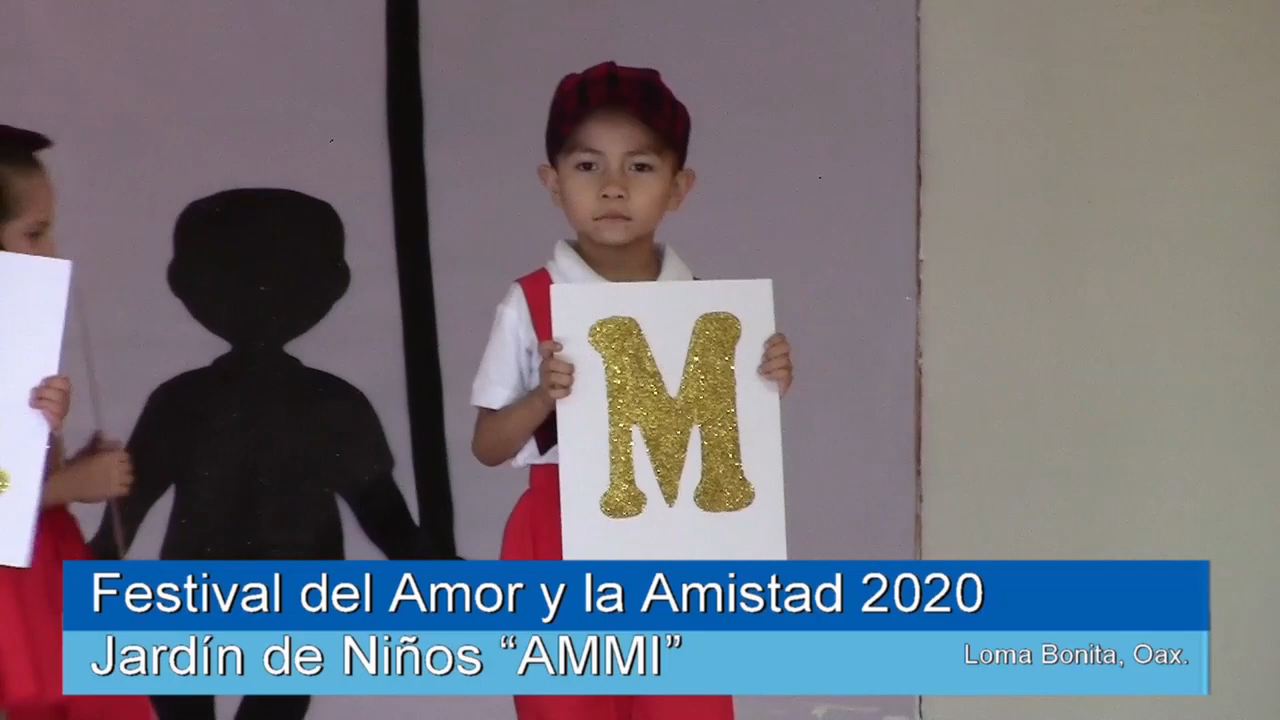 M
Festival del Amor y la Amistad 2020
Jardín de Niños “AMMI”
Loma Bonita, Oax.